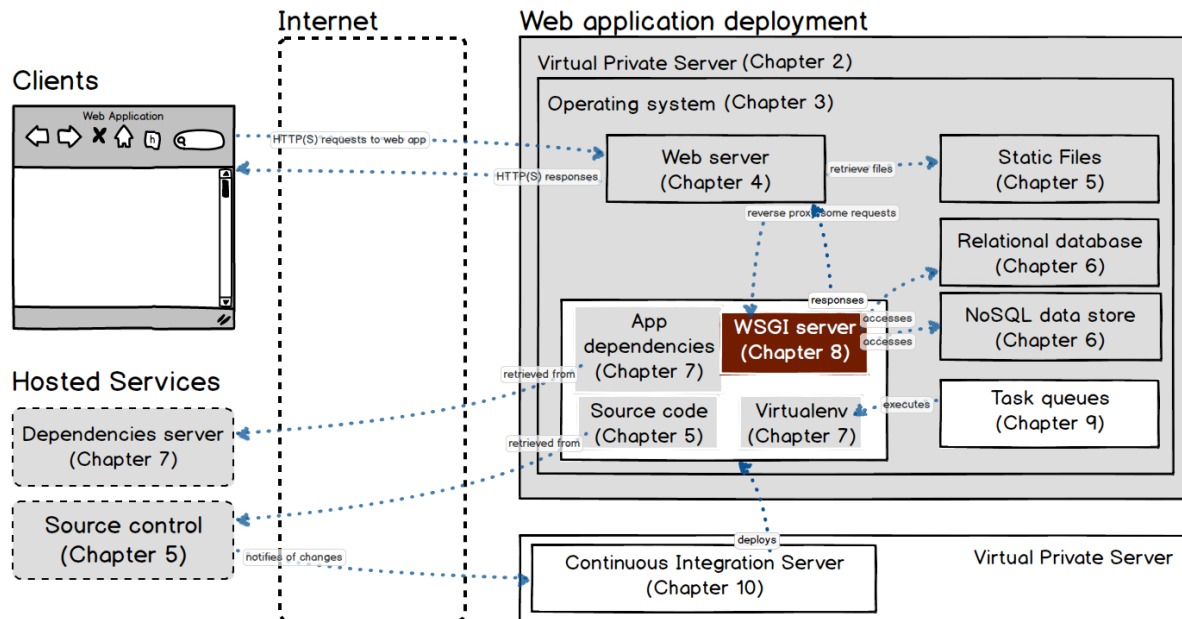 Internet
Web application deployment
Virtual Private Server (Chapter 2)
Clients
Operating system (Chapter 3)
Web Application
h
HTTP(S) requests to web app
Web server
(Chapter 4)
retrieve files
Static Files
(Chapter 5)
HTTP(S) responses
reverse proxy some requests
Relational database
(Chapter 6)
responses
accesses
NoSQL data store
(Chapter 6)
accesses
App
dependencies
(Chapter 7)
WSGI server
(Chapter 8)
Hosted Services
retrieved from
Dependencies server
(Chapter 7)
Source code
(Chapter 5)
Virtualenv
(Chapter 7)
executes
Task queues
(Chapter 9)
retrieved from
Source control
(Chapter 5)
notifies of changes
deploys
Continuous Integration Server
(Chapter 10)
Virtual Private Server